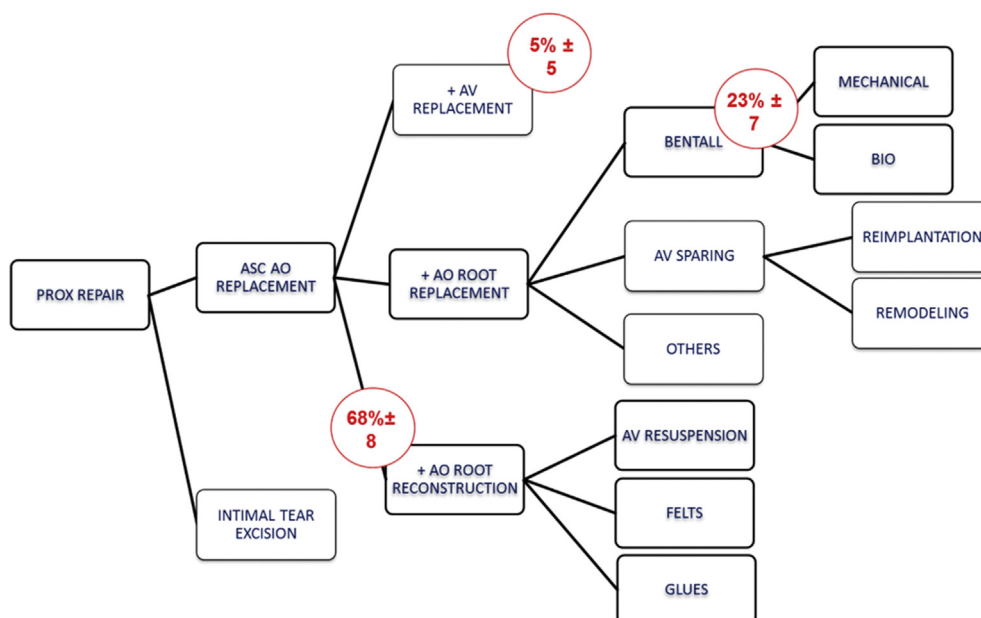 5% ±
5
+ AV
REPLACEMENT
MECHANICAL
23% ±
7
BENTALL
BIO
ASC AO
REPLACEMENT
+ AO ROOT
REPLACEMENT
AV SPARING
REIMPLANTATION
PROX REPAIR
REMODELING
OTHERS
68%±
8
AV RESUSPENSION
+ AO ROOT
RECONSTRUCTION
INTIMAL TEAR
EXCISION
FELTS
GLUES